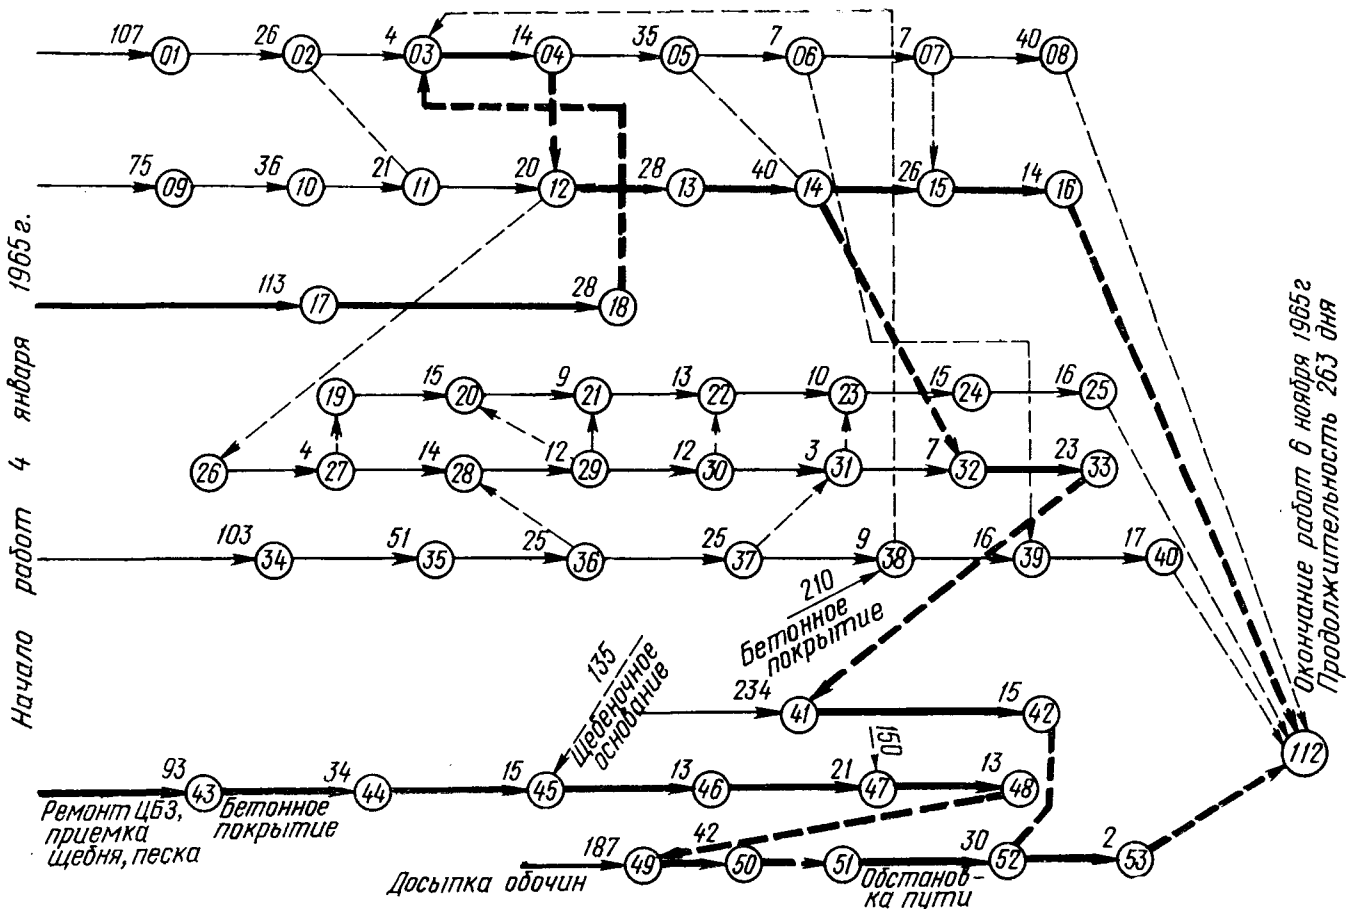 107 26 4 14 35 7 7 40
01 02 03 04 05 06 07 08
75 36 21 20 28 40 26 14
09 10 11 12 13 14 15 16
113 28
17 18
15 9 13 10 15 16
19 20 21 22 23 24 25
4 14 12 12 3 7 23
26 27 28 29 30 31 32 33
103 51 25 25 9 16 17
34 35 36 37 38 39 40
210
Бетонное
покрытие
135
Щебеночное
основание
234 15
41 42
150
93 34 15 13 21 13
43 44 45 46 47 48
Ремонт ЦБЗ,
приемка
щебня, песка
Бетонное
покрытие
187 42 30 2
49 50 51 52 53
Досыпка обочин
Обстанов-
ка пути
112
Начало работ 4 января 1965 г.
Окончание работ 6 ноября 1965г
Продолжительность 263 дня